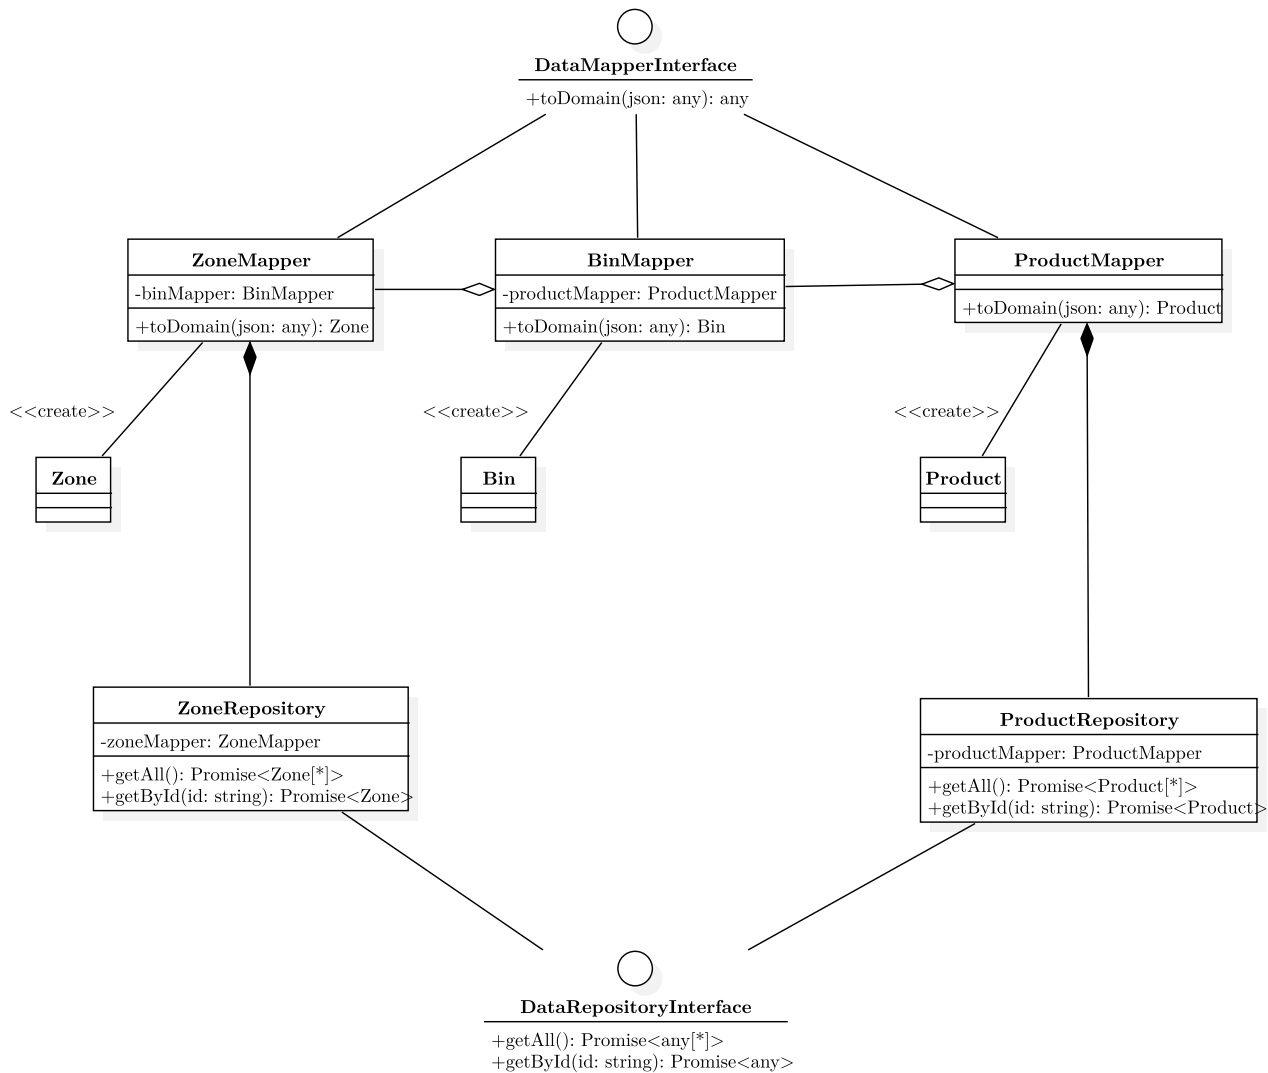 DataMapperInterface
+toDomain(json: any): any
ZoneMapper
-binMapper: BinMapper
+toDomain(json: any): Zone
BinMapper
-productMapper: ProductMapper
+toDomain(json: any): Bin
ProductMapper
+toDomain(json: any): Product
<<create>>
<<create>>
<<create>>
Zone
Bin
Product
ZoneRepository
-zoneMapper: ZoneMapper
+getAll(): Promise<Zone[*]>
+getById(id: string): Promise<Zone>
ProductRepository
-productMapper: ProductMapper
+getAll(): Promise<Product[*]>
+getById(id: string): Promise<Product>
DataRepositoryInterface
+getAll(): Promise<any[*]>
+getById(id: string): Promise<any>